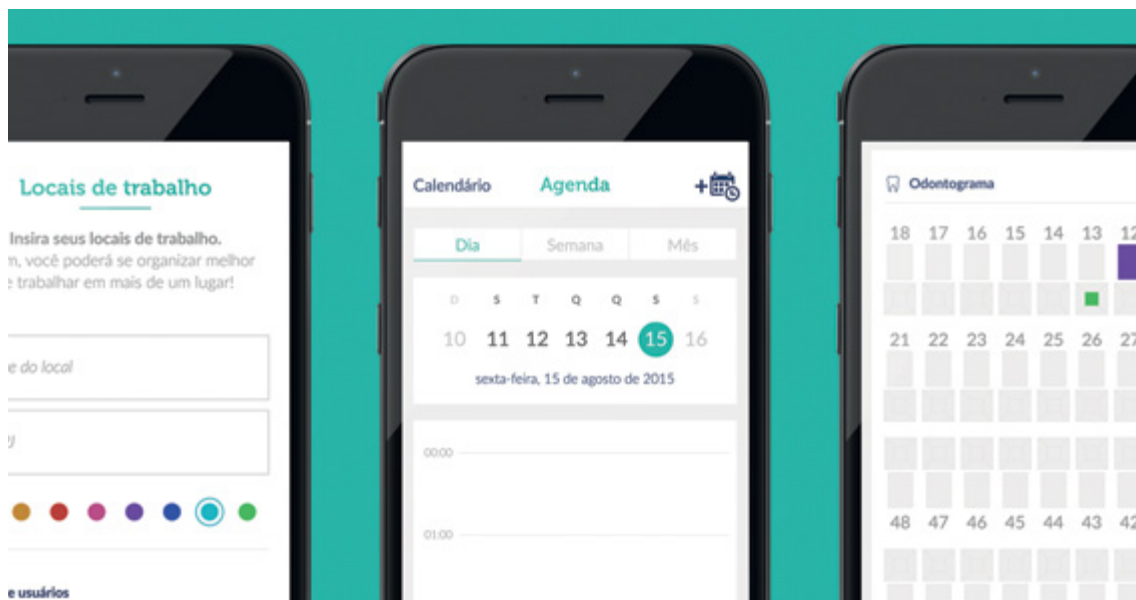 Locais de trabalho
Insira seus locais de trabalho.
você poderá se organizar melhor
trabalhar em mais de um lugar!
do local
usuários
Calendário Agenda
Dia Semana Mês
D S T Q Q S S
10 11 12 13 14 15 16
sexta-feira, 15 de agosto de 2015
00:00
01:00
Odontograma
18 17 16 15 14 13 12
21 22 23 24 25 26 27
48 47 46 45 44 43 42